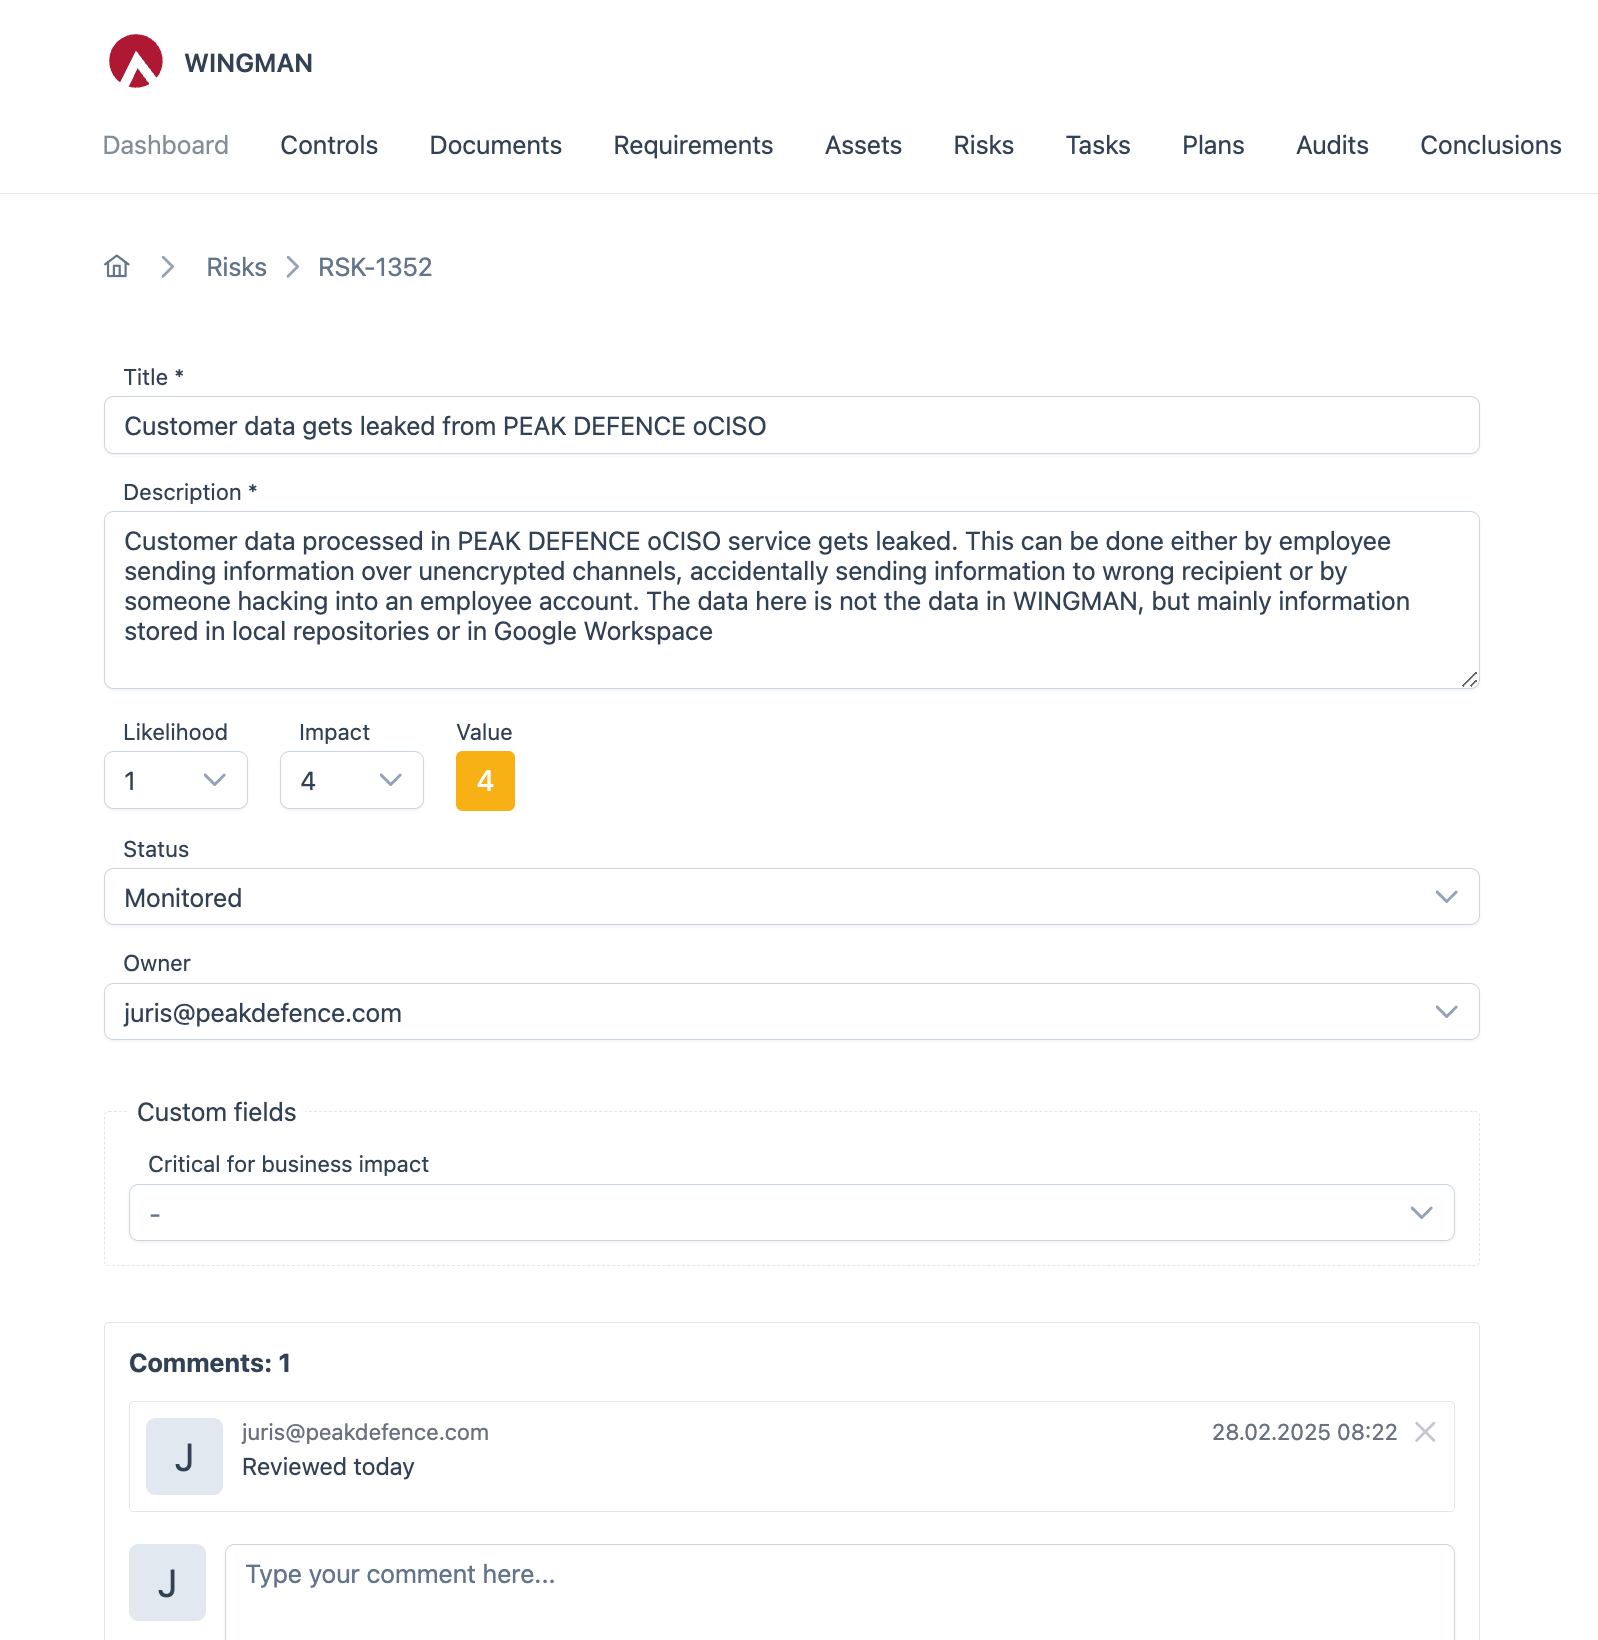 WINGMAN
Dashboard Controls Documents Requirements Assets Risks Tasks Plans Audits Conclusions
Risks RSK-1352
Title *
Customer data gets leaked from PEAK DEFENCE oCISO
Description *
Customer data processed in PEAK DEFENCE oCISO service gets leaked. This can be done either by employee
sending information over unencrypted channels, accidentally sending information to wrong recipient or by
someone hacking into an employee account. The data here is not the data in WINGMAN, but mainly information
stored in local repositories or in Google Workspace
Likelihood Impact Value
1 4 4
Status
Monitored
Owner
juris@peakdefence.com
Custom fields
Critical for business impact
-
Comments: 1
J
juris@peakdefence.com 28.02.2025 08:22
Reviewed today
J
Type your comment here...